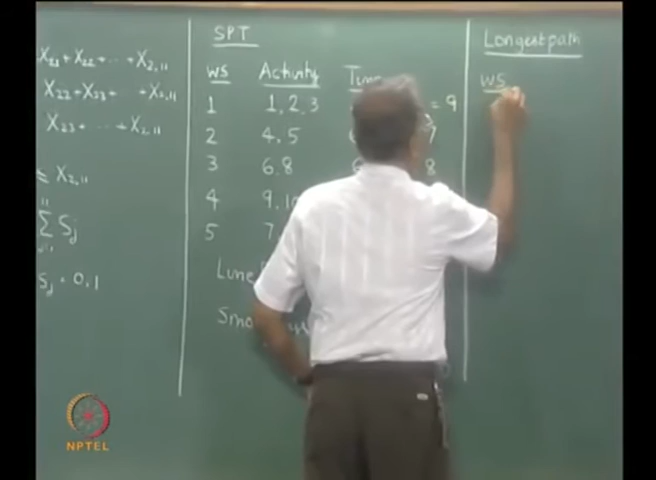 X₂₁+X₂₂+ ··· +X₂,₁₁
X₂₂+X₂₃+ ··· +X₂,₁₁
X₂₃+ ··· +X₂,₁₁
≤ X₂,₁₁
∑ Sⱼ
Sⱼ = 0,1
SPT
WS Activity
1 1,2,3 = 9
2 4,5
3 6,8 8
4 9,10
5 7
Longest path
WS
NPTEL